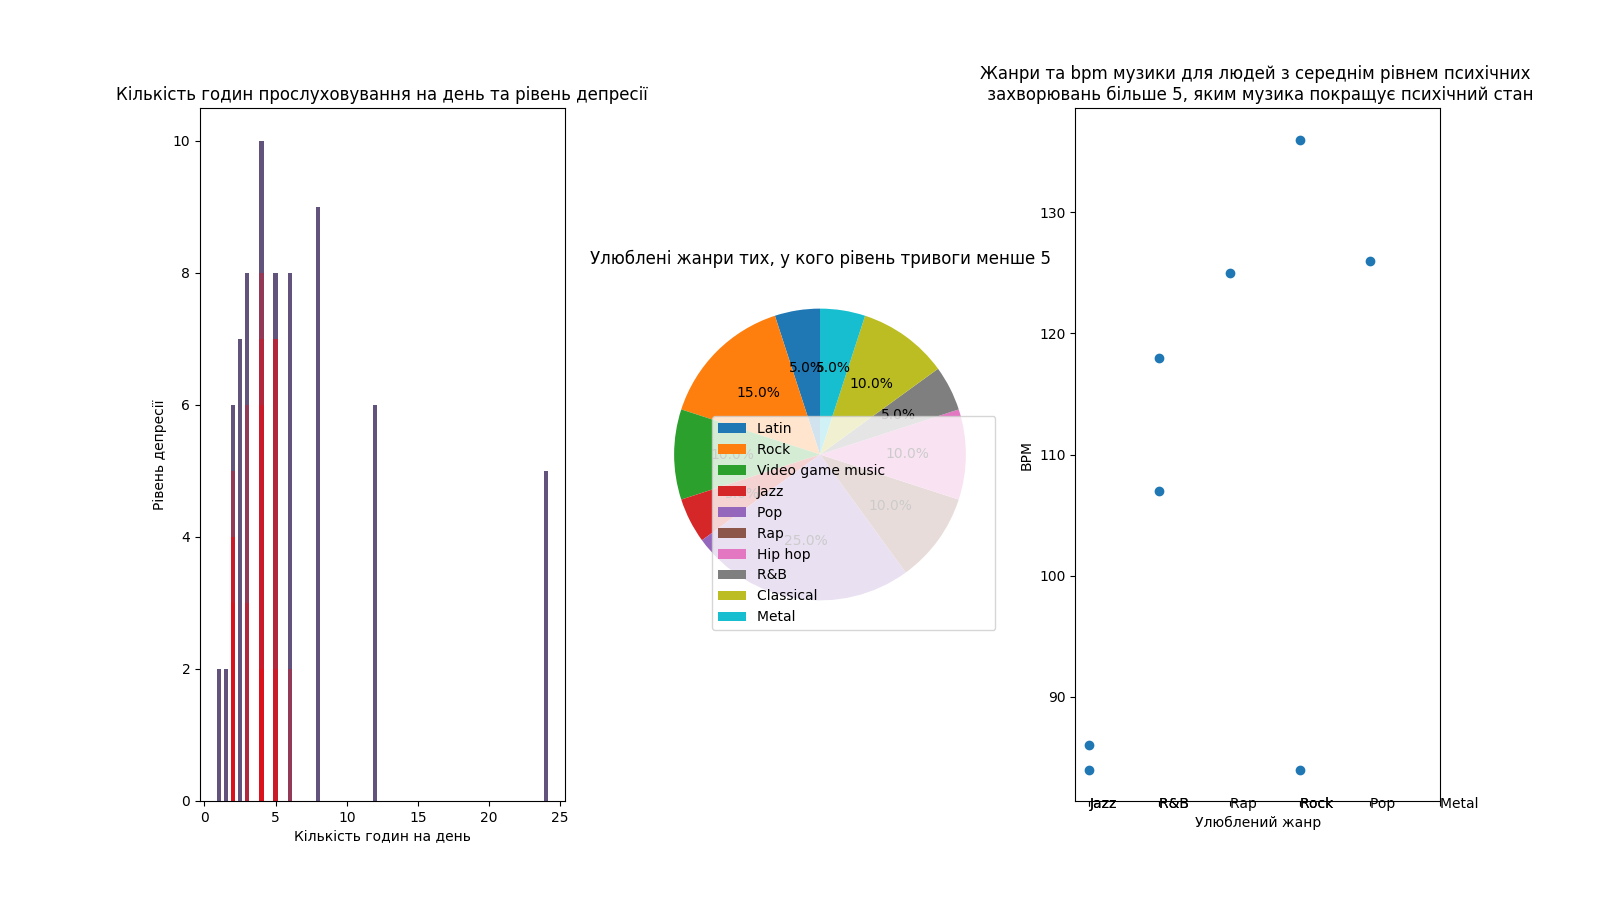 Кількість годин прослуховування на день та рівень депресії
10
8
6
4
2
0
Рівень депресії
0 5 10 15 20 25
Кількість годин на день
Улюблені жанри тих, у кого рівень тривоги менше 5
5.0%
5.0%
15.0%
10.0%
5.0%
10.0%
10.0%
10.0%
25.0%
Latin
Rock
Video game music
Jazz
Pop
Rap
Hip hop
R&B
Classical
Metal
Жанри та bpm музики для людей з середнім рівнем психічних
захворювань більше 5, яким музика покращує психічний стан
130
120
110
100
90
BPM
Jazz R&B Rap Rock Pop Metal
Улюблений жанр